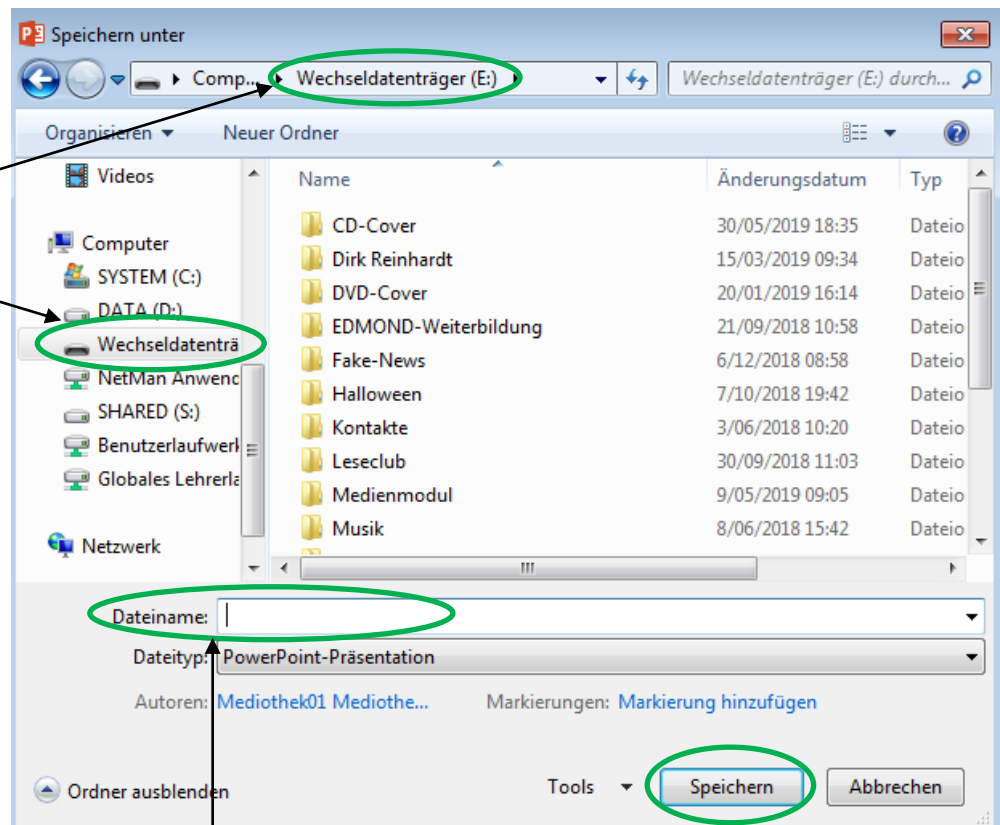 Speichern unter
Comp... Wechseldatenträger (E:) Wechseldatenträger (E:) durch...
Organisieren Neuer Ordner
Videos
Computer
SYSTEM (C:)
DATA (D:)
Wechseldatenträ
NetMan Anwend
SHARED (S:)
Benutzerlaufwerk
Globales Lehrerla
Netzwerk
Name Änderungsdatum Typ
CD-Cover 30/05/2019 18:35 Dateio
Dirk Reinhardt 15/03/2019 09:34 Dateio
DVD-Cover 20/01/2019 16:14 Dateio
EDMOND-Weiterbildung 21/09/2018 10:58 Dateio
Fake-News 6/12/2018 08:58 Dateio
Halloween 7/10/2018 19:42 Dateio
Kontakte 3/06/2018 10:20 Dateio
Leseclub 30/09/2018 11:03 Dateio
Medienmodul 9/05/2019 09:05 Dateio
Musik 8/06/2018 15:42 Dateio
Dateiname:
Dateityp: PowerPoint-Präsentation
Autoren: Mediothek01 Mediothe... Markierungen: Markierung hinzufügen
Ordner ausblenden Tools Speichern Abbrechen